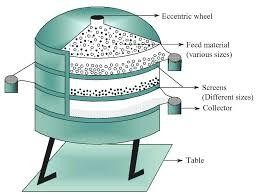 Eccentric wheel
Feed material
(various sizes)
Screens
(Different sizes)
Collector
Table